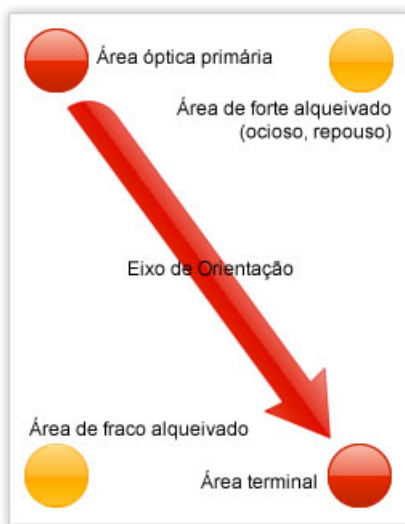 Área óptica primária
Área de forte alqueivado
(ocioso, repouso)
Eixo de Orientação
Área de fraco alqueivado
Área terminal